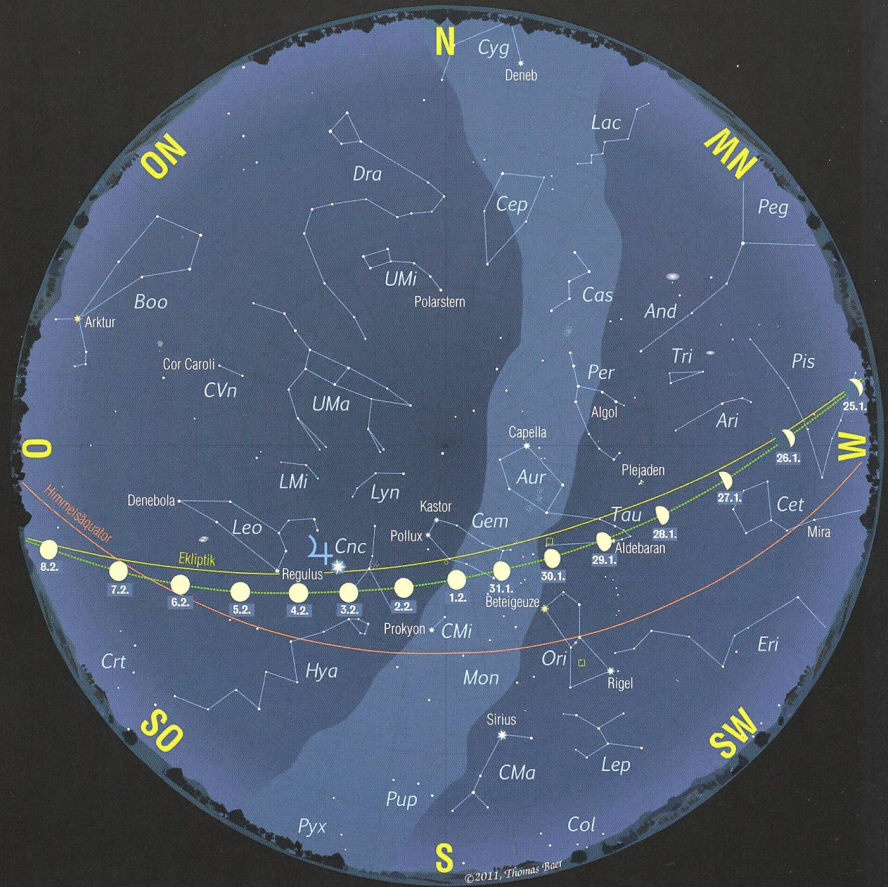 N
Cyg
Deneb
NO
NW
Lac
Dra
Cep
Peg
UMi
Polarstern
Boo
Arktur
Cas
And
Cor Caroli
CVn
UMa
Per
Algol
Tri
Pis
Ari
25.1.
O
W
Capella
Aur
Plejaden
26.1.
27.1.
LMi
Lyn
Denebola
Leo
Kastor
Pollux
Gem
Tau
Aldebaran
Cet
Mira
Himmelsäquator
Ekliptik
Cnc
Regulus
28.1.
29.1.
30.1.
31.1.
1.2.
2.2.
3.2.
4.2.
5.2.
6.2.
7.2.
8.2.
Beteigeuze
Prokyon
CMi
Crt
Hya
Mon
Ori
Rigel
Eri
SO
SW
Sirius
CMa
Lep
Pup
Pyx
Col
S
©2011, Thomas Baer